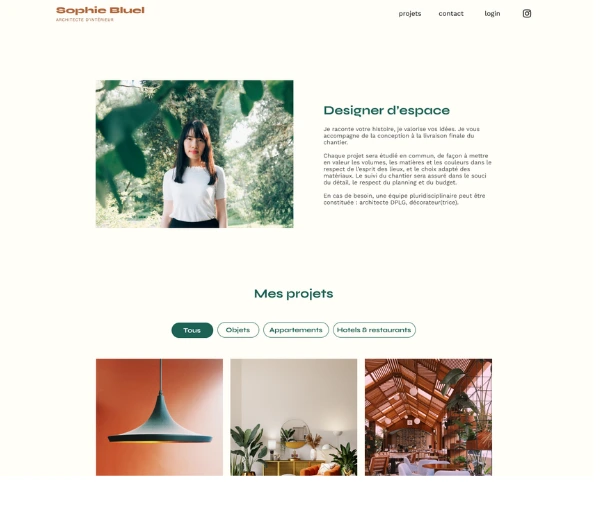 Sophie Bluel
ARCHITECTE D'INTÉRIEUR
projets
contact
login
Designer d'espace
Je raconte votre histoire, je valorise vos idées. Je vous
accompagne de la conception à la livraison finale du
chantier.
Chaque projet sera étudié en commun, de façon à mettre
en valeur les volumes, les matières et les couleurs dans le
respect de l'esprit des lieux, et le choix adapté des
matériaux. Le suivi du chantier sera assuré dans le souci
du détail, le respect du planning et du budget.
En cas de besoin, une équipe pluridisciplinaire peut être
constituée : architecte DPLG, décorateur(trice).
Mes projets
Tous
Objets
Appartements
Hotels & restaurants